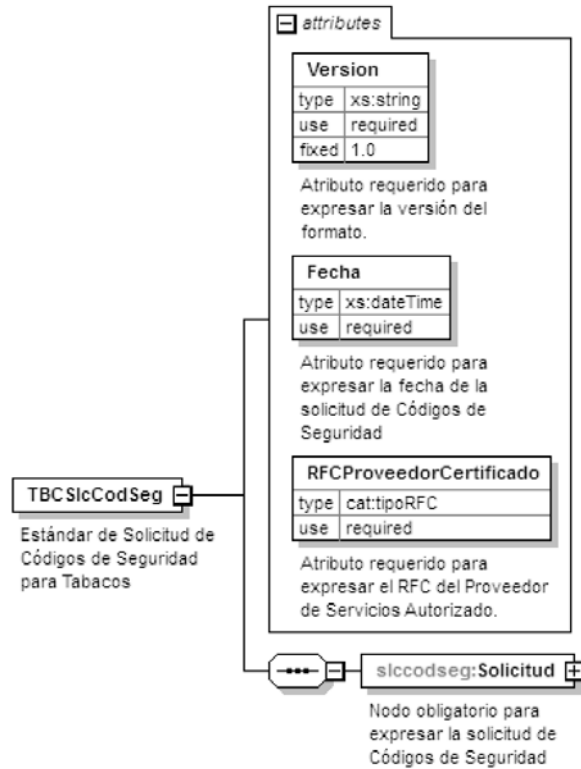 attributes
Version
type xs:string
use required
fixed 1.0
Atributo requerido para
expresar la versión del
formato.
Fecha
type xs:dateTime
use required
Atributo requerido para
expresar la fecha de la
solicitud de Códigos de
Seguridad
RFCProveedorCertificado
type cat:tipoRFC
use required
Atributo requerido para
expresar el RFC del Proveedor
de Servicios Autorizado.
TBCSlcCodSeg
Estándar de Solicitud de
Códigos de Seguridad
para Tabacos
slccodseg:Solicitud
Nodo obligatorio para
expresar la solicitud de
Códigos de Seguridad